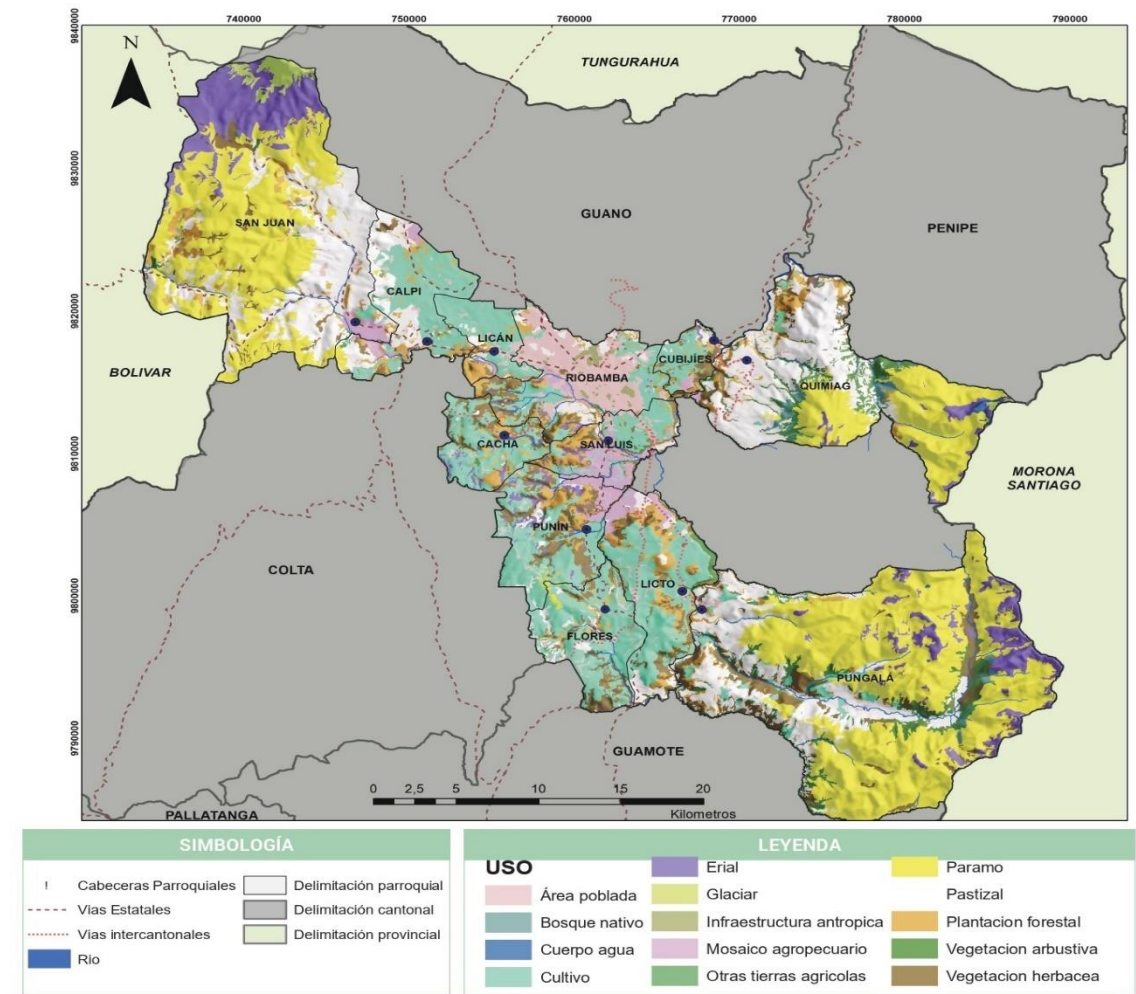 740000 750000 760000 770000 780000 790000
9840000
N
TUNGURAHUA
9830000
SAN JUAN
GUANO
PENIPE
CALPI
9820000
LICÁN
CUBIJÍES
BOLIVAR
RIOBAMBA
QUIMIAG
CACHA
SAN LUIS
9810000
MORONA
SANTIAGO
PUNÍN
COLTA
LICTO
9800000
FLORES
PUNGALÁ
9790000
GUAMOTE
0 2,5 5 10 15 20
Kilometros
PALLATANGA
SIMBOLOGÍA
! Cabeceras Parroquiales
Vias Estatales
Vias intercantonales
Rio
Delimitación parroquial
Delimitación cantonal
Delimitación provincial
LEYENDA
USO
Área poblada
Bosque nativo
Cuerpo agua
Cultivo
Erial
Glaciar
Infraestructura antropica
Mosaico agropecuario
Otras tierras agricolas
Paramo
Pastizal
Plantacion forestal
Vegetacion arbustiva
Vegetacion herbacea